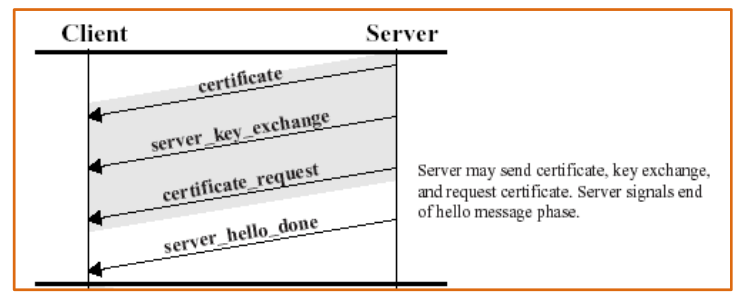 Client Server
certificate
server_key_exchange
certificate_request
server_hello_done
Server may send certificate, key exchange,
and request certificate. Server signals end
of hello message phase.